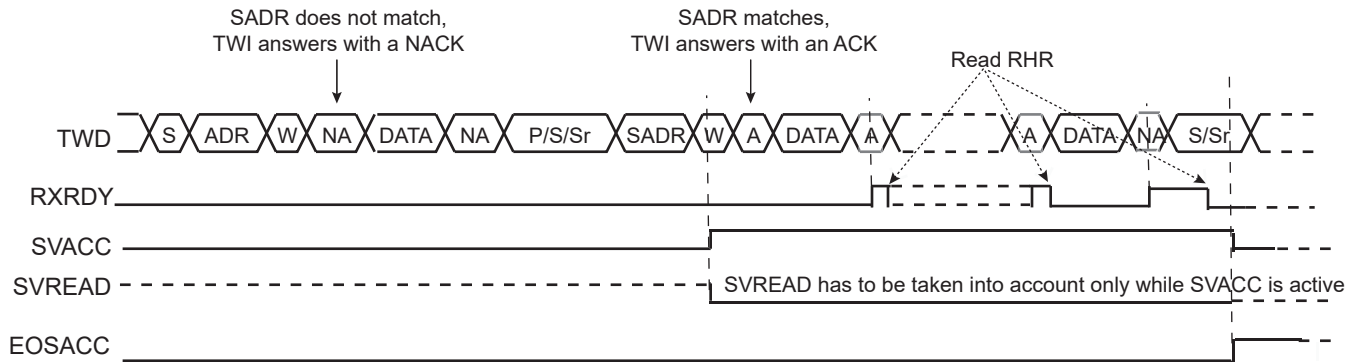 SADR does not match,
TWI answers with a NACK
SADR matches,
TWI answers with an ACK
Read RHR
TWD S ADR W NA DATA NA P/S/Sr SADR W A DATA A A DATA NA S/Sr
RXRDY
SVACC
SVREAD SVREAD has to be taken into account only while SVACC is active
EOSACC